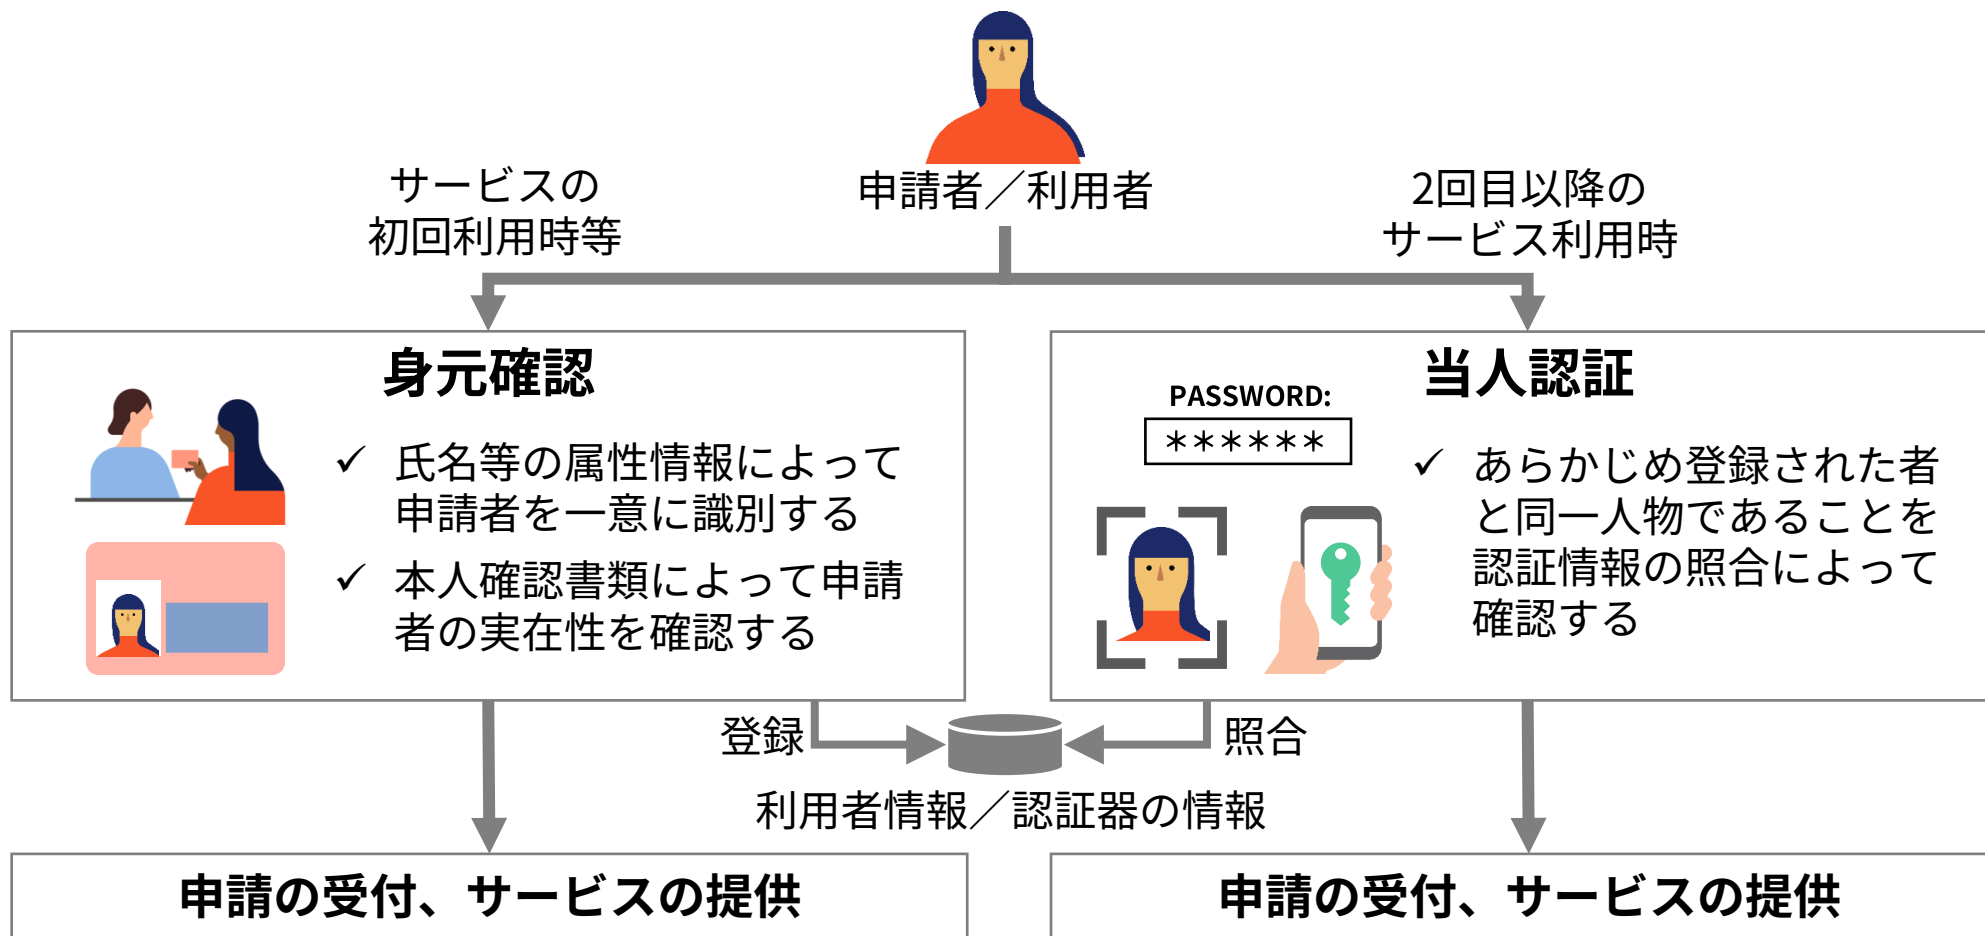 申請者／利用者
サービスの
初回利用時等
2回目以降の
サービス利用時
身元確認
✓ 氏名等の属性情報によって
申請者を一意に識別する
✓ 本人確認書類によって申請
者の実在性を確認する
当人認証
PASSWORD:
＊＊＊＊＊＊
✓ あらかじめ登録された者
と同一人物であることを
認証情報の照合によって
確認する
登録
照合
利用者情報／認証器の情報
申請の受付、サービスの提供
申請の受付、サービスの提供